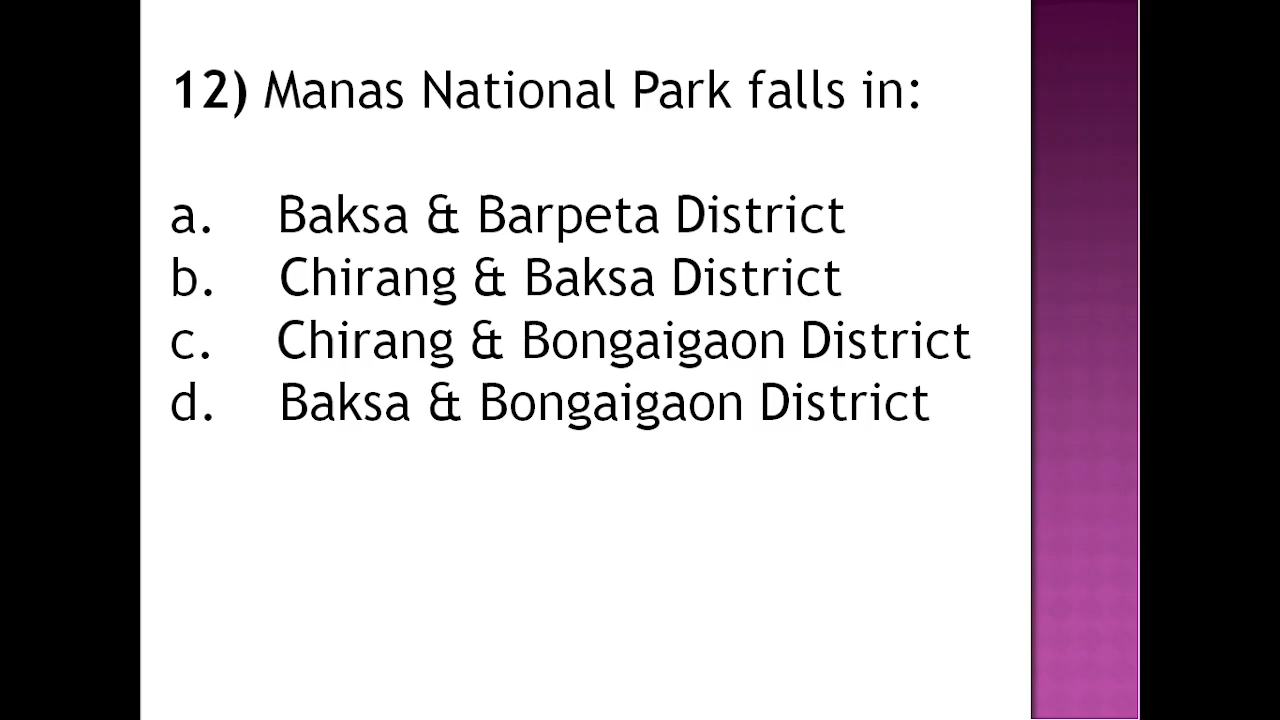 12) Manas National Park falls in:
a. Baksa & Barpeta District
b. Chirang & Baksa District
c. Chirang & Bongaigaon District
d. Baksa & Bongaigaon District